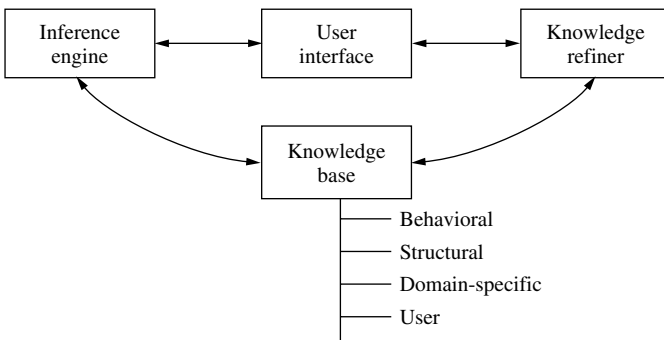 Inference
engine
User
interface
Knowledge
refiner
Knowledge
base
Behavioral
Structural
Domain-specific
User